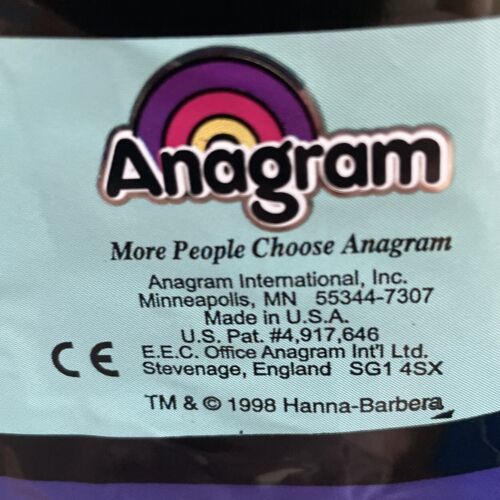 Anagram
More People Choose Anagram
Anagram International, Inc.
Minneapolis, MN 55344-7307
Made in U.S.A.
U.S. Pat. #4,917,646
CE E.E.C. Office Anagram Int'l Ltd.
Stevenage, England SG1 4SX
TM & © 1998 Hanna-Barbera